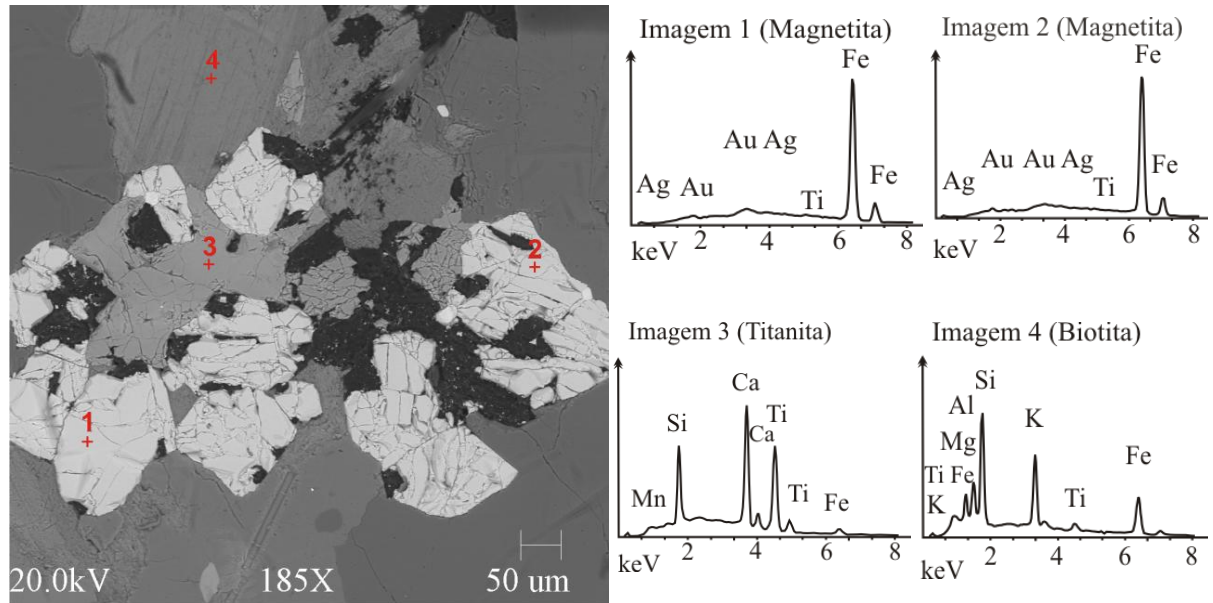 4
3
2
1
20.0kV 185X 50 um
Imagem 1 (Magnetita)
Fe
Au Ag
Ag Au Ti Fe
keV 2 4 6 8
Imagem 2 (Magnetita)
Fe
Au Au Ag Fe
Ag Ti
keV 2 4 6 8
Imagem 3 (Titanita)
Ca
Si Ti
Ca
Mn Ti Fe
keV 2 4 6 8
Imagem 4 (Biotita)
Si
Al K
Mg
Ti Fe Fe
K Ti
keV 2 4 6 8